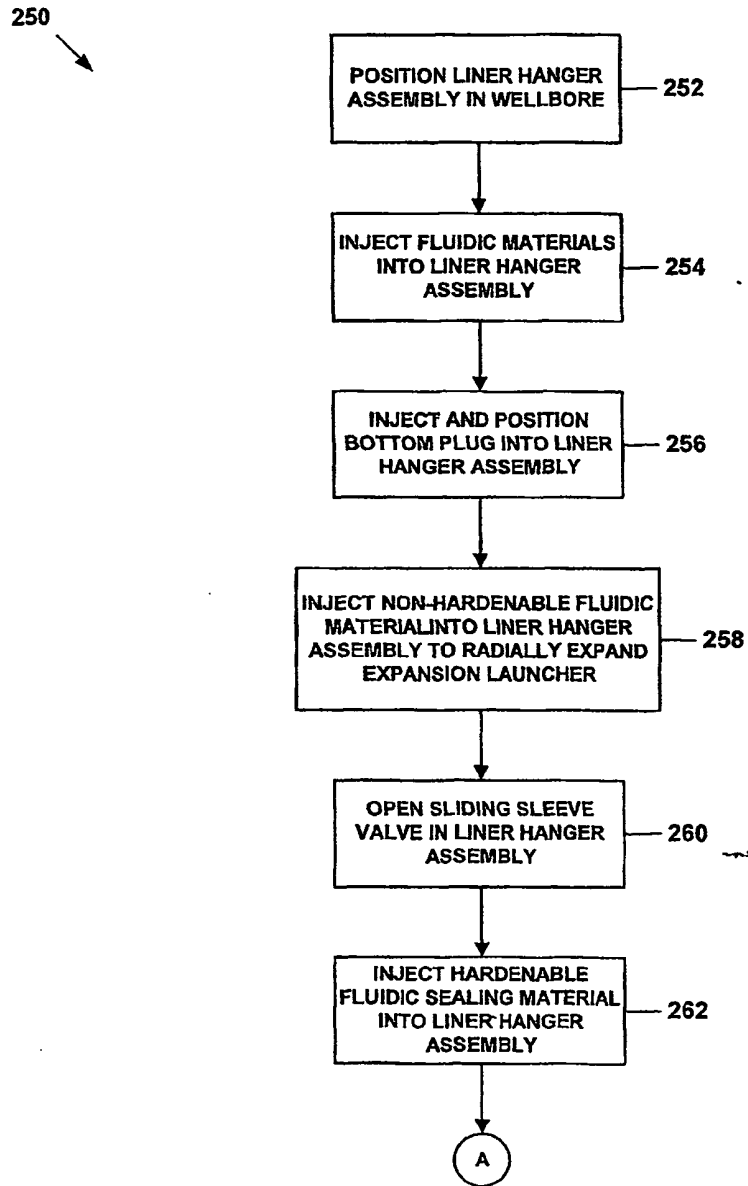 250
POSITION LINER HANGER
ASSEMBLY IN WELLBORE
252
INJECT FLUIDIC MATERIALS
INTO LINER HANGER
ASSEMBLY
254
INJECT AND POSITION
BOTTOM PLUG INTO LINER
HANGER ASSEMBLY
256
INJECT NON-HARDENABLE FLUIDIC
MATERIALINTO LINER HANGER
ASSEMBLY TO RADIALLY EXPAND
EXPANSION LAUNCHER
258
OPEN SLIDING SLEEVE
VALVE IN LINER HANGER
ASSEMBLY
260
INJECT HARDENABLE
FLUIDIC SEALING MATERIAL
INTO LINER HANGER
ASSEMBLY
262
A